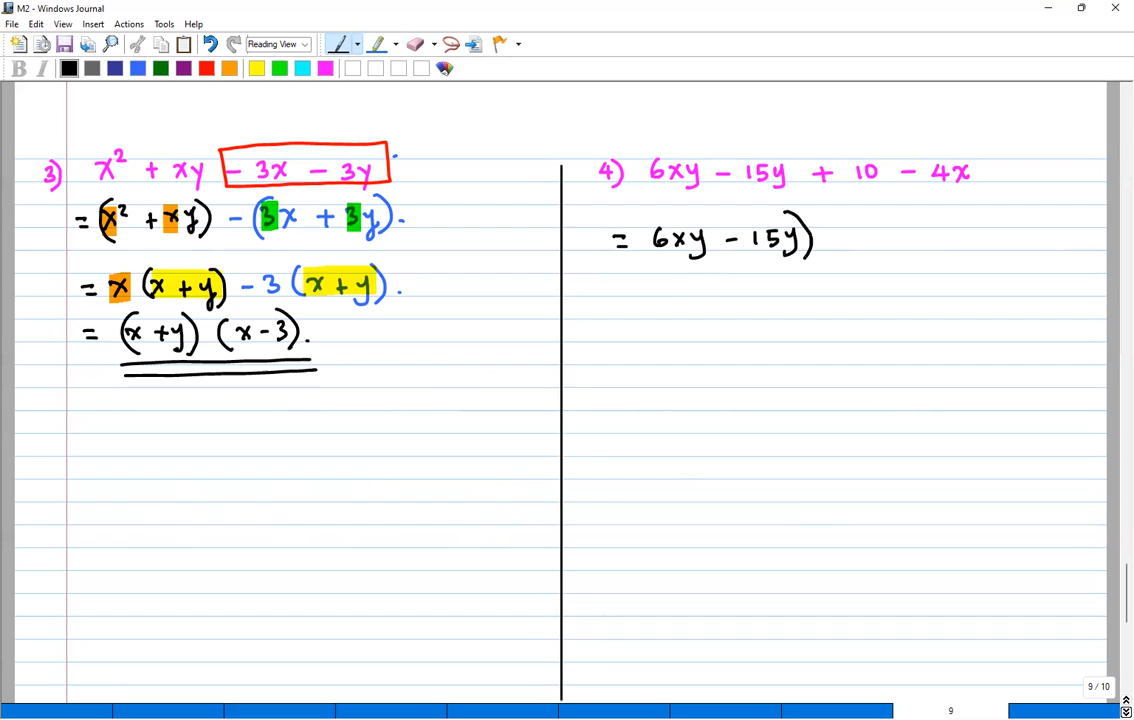 M2 - Windows Journal
File Edit View Insert Actions Tools Help
Reading View
B I
3) x² + xy - 3x - 3y
= (x² + xy) - (3x + 3y).
= x (x + y) - 3 (x + y).
= (x + y) (x - 3).
4) 6xy - 15y + 10 - 4x
= 6xy - 15y)
9 / 10
9